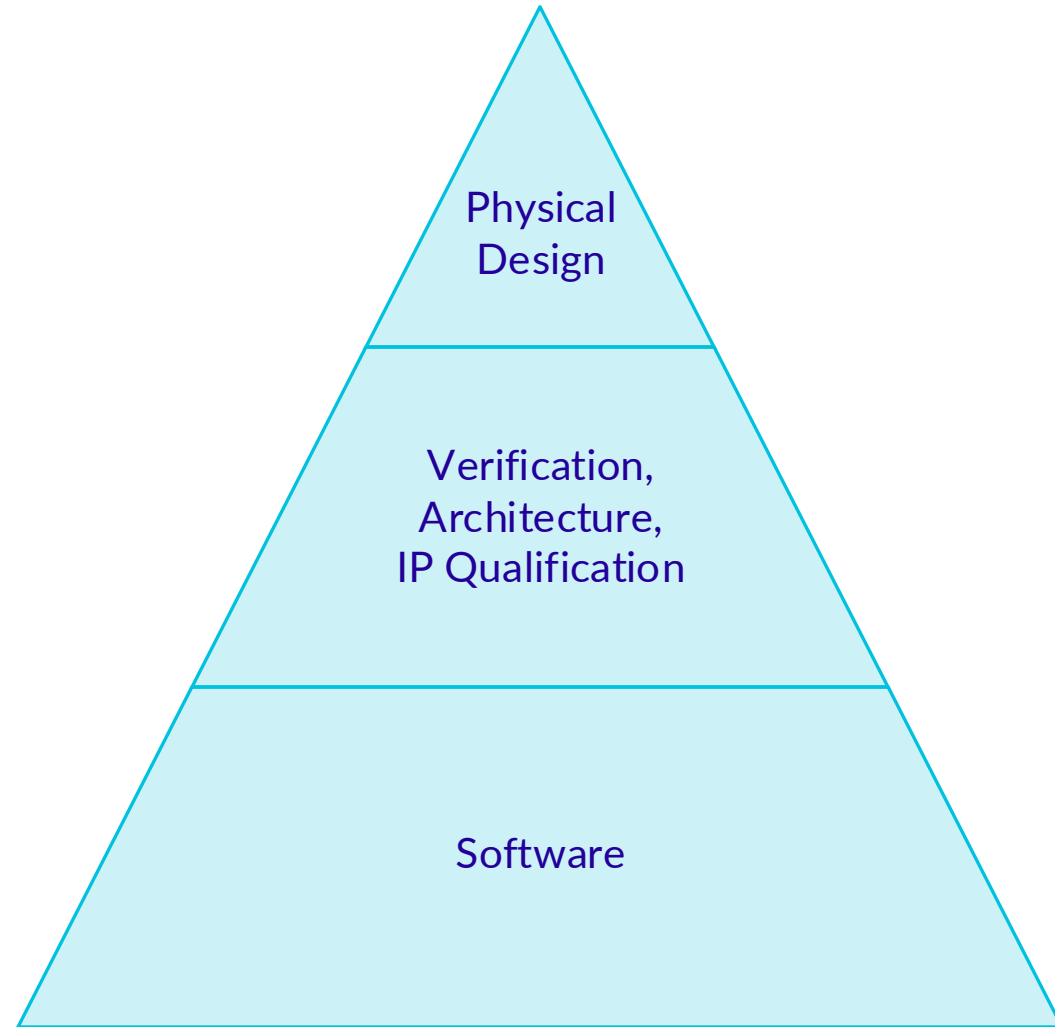 Physical
Design
Verification,
Architecture,
IP Qualification
Software